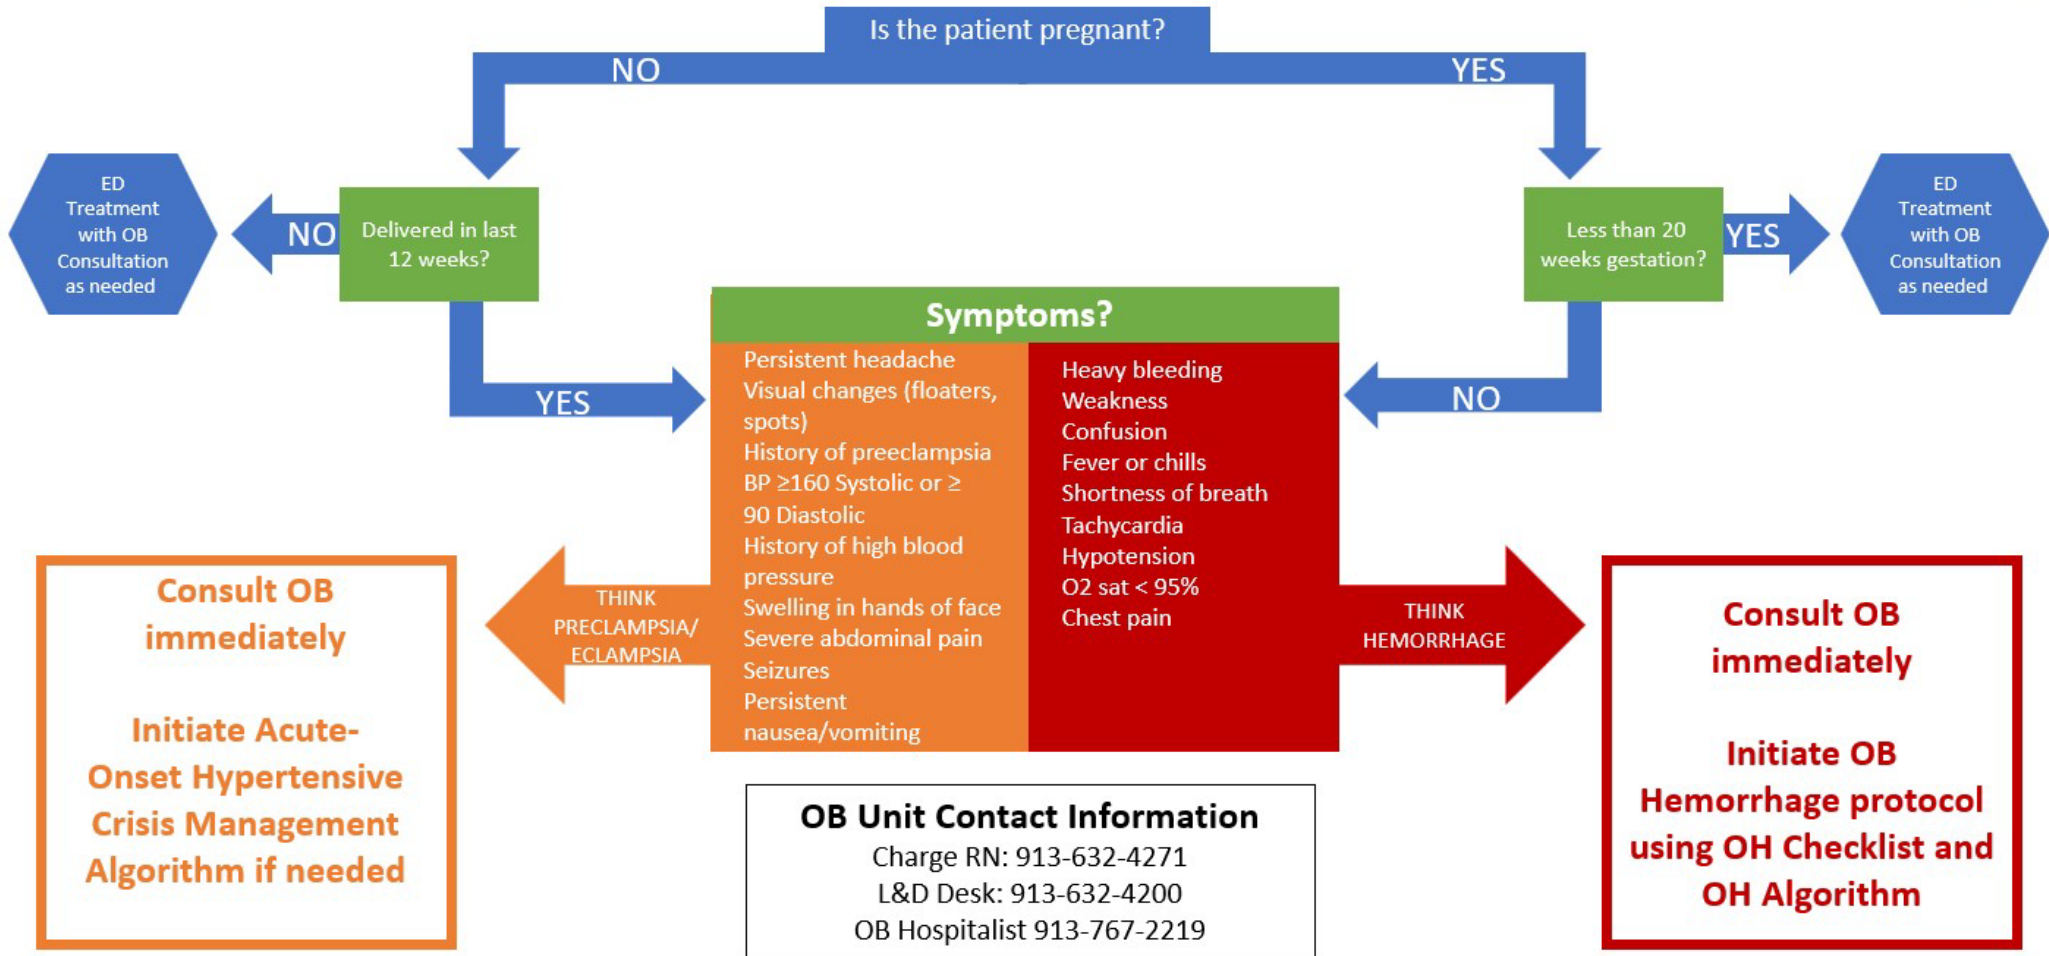 Is the patient pregnant?
NO
YES
ED
Treatment
with OB
Consultation
as needed
NO
Delivered in last
12 weeks?
Less than 20
weeks gestation?
YES
ED
Treatment
with OB
Consultation
as needed
YES
NO
Symptoms?
Persistent headache
Visual changes (floaters,
spots)
History of preeclampsia
BP ≥160 Systolic or ≥
90 Diastolic
History of high blood
pressure
Swelling in hands of face
Severe abdominal pain
Seizures
Persistent
nausea/vomiting
Heavy bleeding
Weakness
Confusion
Fever or chills
Shortness of breath
Tachycardia
Hypotension
O2 sat < 95%
Chest pain
THINK
PRECLAMPSIA/
ECLAMPSIA
THINK
HEMORRHAGE
Consult OB
immediately
Initiate Acute-
Onset Hypertensive
Crisis Management
Algorithm if needed
Consult OB
immediately
Initiate OB
Hemorrhage protocol
using OH Checklist and
OH Algorithm
OB Unit Contact Information
Charge RN: 913-632-4271
L&D Desk: 913-632-4200
OB Hospitalist 913-767-2219